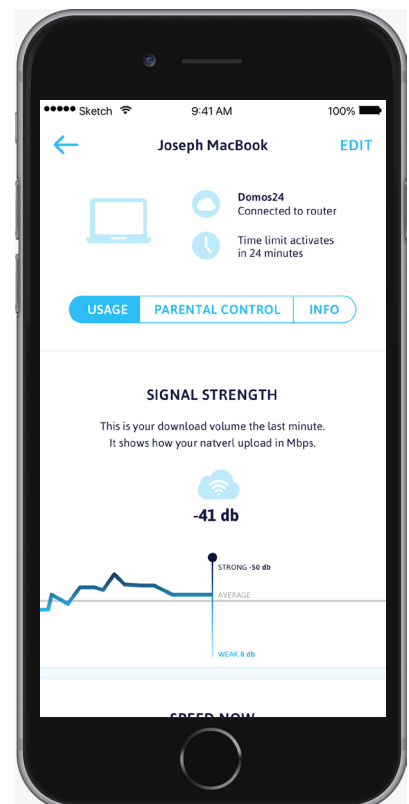 Sketch 9:41 AM 100%
Joseph MacBook EDIT
Domos24
Connected to router
Time limit activates
in 24 minutes
USAGE PARENTAL CONTROL INFO
SIGNAL STRENGTH
This is your download volume the last minute.
It shows how your natverl upload in Mbps.
-41 db
STRONG -50 db
AVERAGE
WEAK 0 db
SPEED NOW